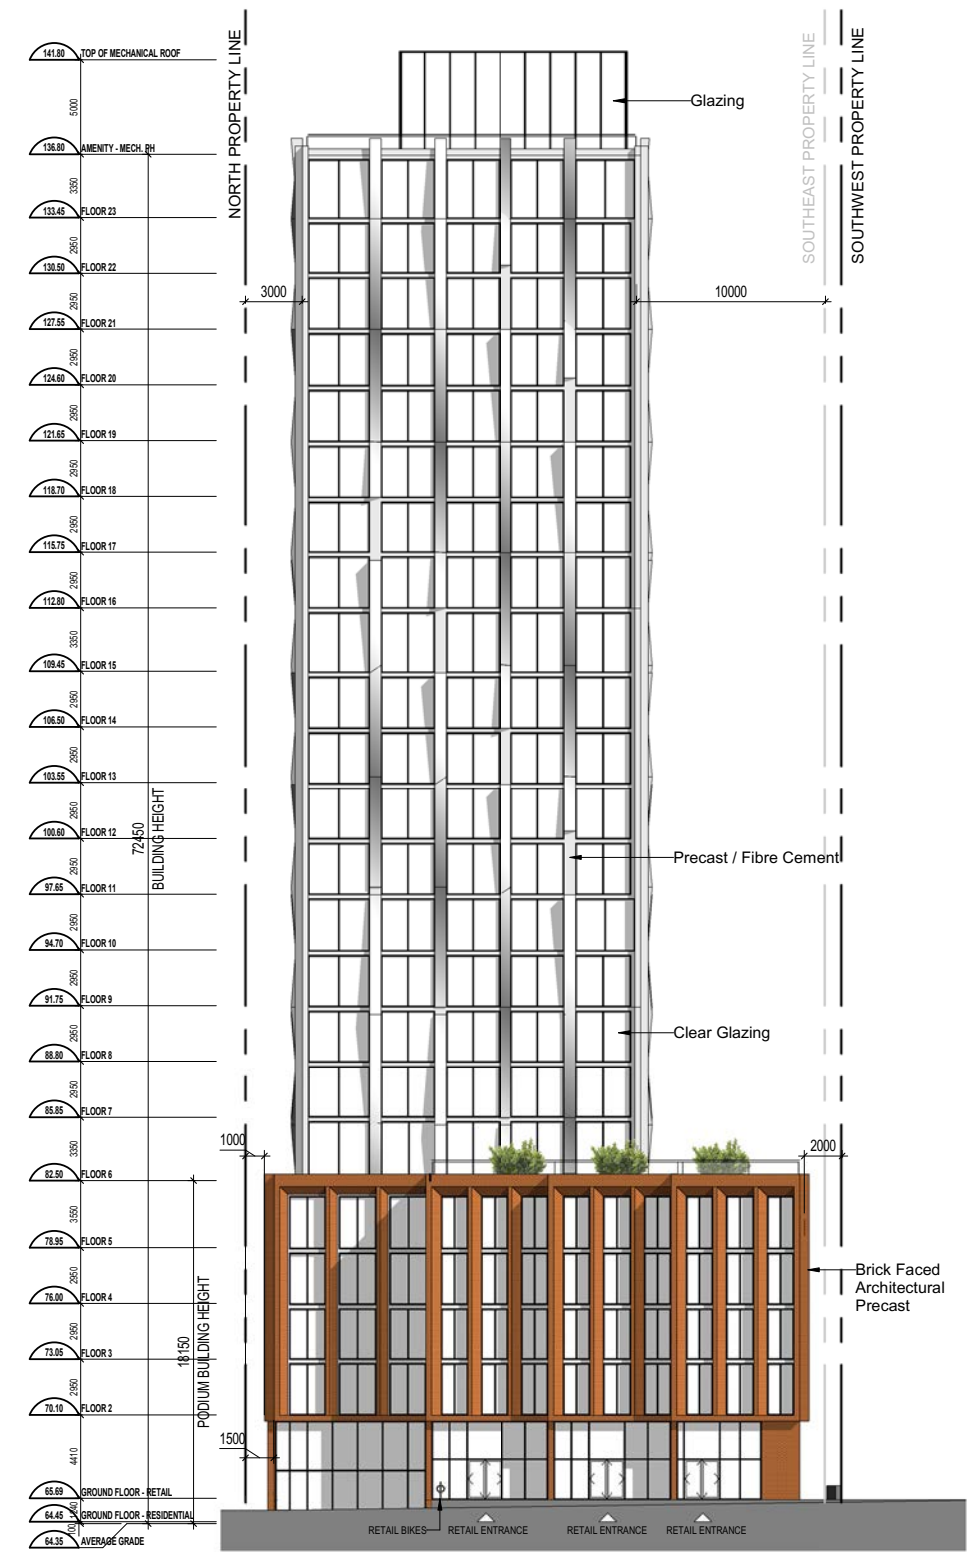 141.80 TOP OF MECHANICAL ROOF
5000
136.80 AMENITY - MECH. PH
3350
133.45 FLOOR 23
2950
130.50 FLOOR 22
2950
127.55 FLOOR 21
2950
124.60 FLOOR 20
2950
121.65 FLOOR 19
2950
118.70 FLOOR 18
2950
115.75 FLOOR 17
2950
112.80 FLOOR 16
3350
109.45 FLOOR 15
2950
106.50 FLOOR 14
2950
103.55 FLOOR 13
2950
100.60 FLOOR 12
2950
97.65 FLOOR 11
2950
94.70 FLOOR 10
2950
91.75 FLOOR 9
2950
88.80 FLOOR 8
2950
85.85 FLOOR 7
3350
82.50 FLOOR 6
3550
78.95 FLOOR 5
2950
76.00 FLOOR 4
2950
73.05 FLOOR 3
2950
70.10 FLOOR 2
4410
65.69 GROUND FLOOR - RETAIL
1240
64.45 GROUND FLOOR - RESIDENTIAL
100
64.35 AVERAGE GRADE
72450
BUILDING HEIGHT
18150
PODIUM BUILDING HEIGHT
NORTH PROPERTY LINE
SOUTHEAST PROPERTY LINE
SOUTHWEST PROPERTY LINE
3000
10000
1000
2000
1500
Glazing
Precast / Fibre Cement
Clear Glazing
Brick Faced
Architectural
Precast
RETAIL BIKES
RETAIL ENTRANCE
RETAIL ENTRANCE
RETAIL ENTRANCE